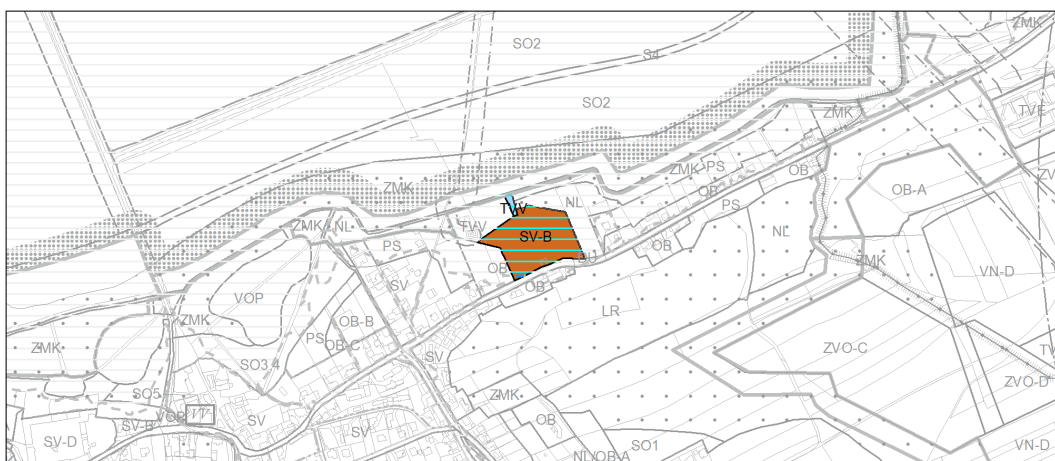 ZMK
SO2
S4
SO2
TVE
ZMK
ZMK
PS
OB
ZV
ZMK
OB-A
NL
TVV
PS
ZMK
NL
TVV
SV-B
NL
PS
OB
DU
OB
ZMK
VN-D
SV
OB
LR
VOP
ZMK
OB-B
PS
OB-C
ZMK
ZVO-C
TV
SO3.4
SV
ZVO-D
SO5
ZMK
VOP
SV
SV-B
SV
OB
SV-D
SO1
VN-D
NL/OB-A